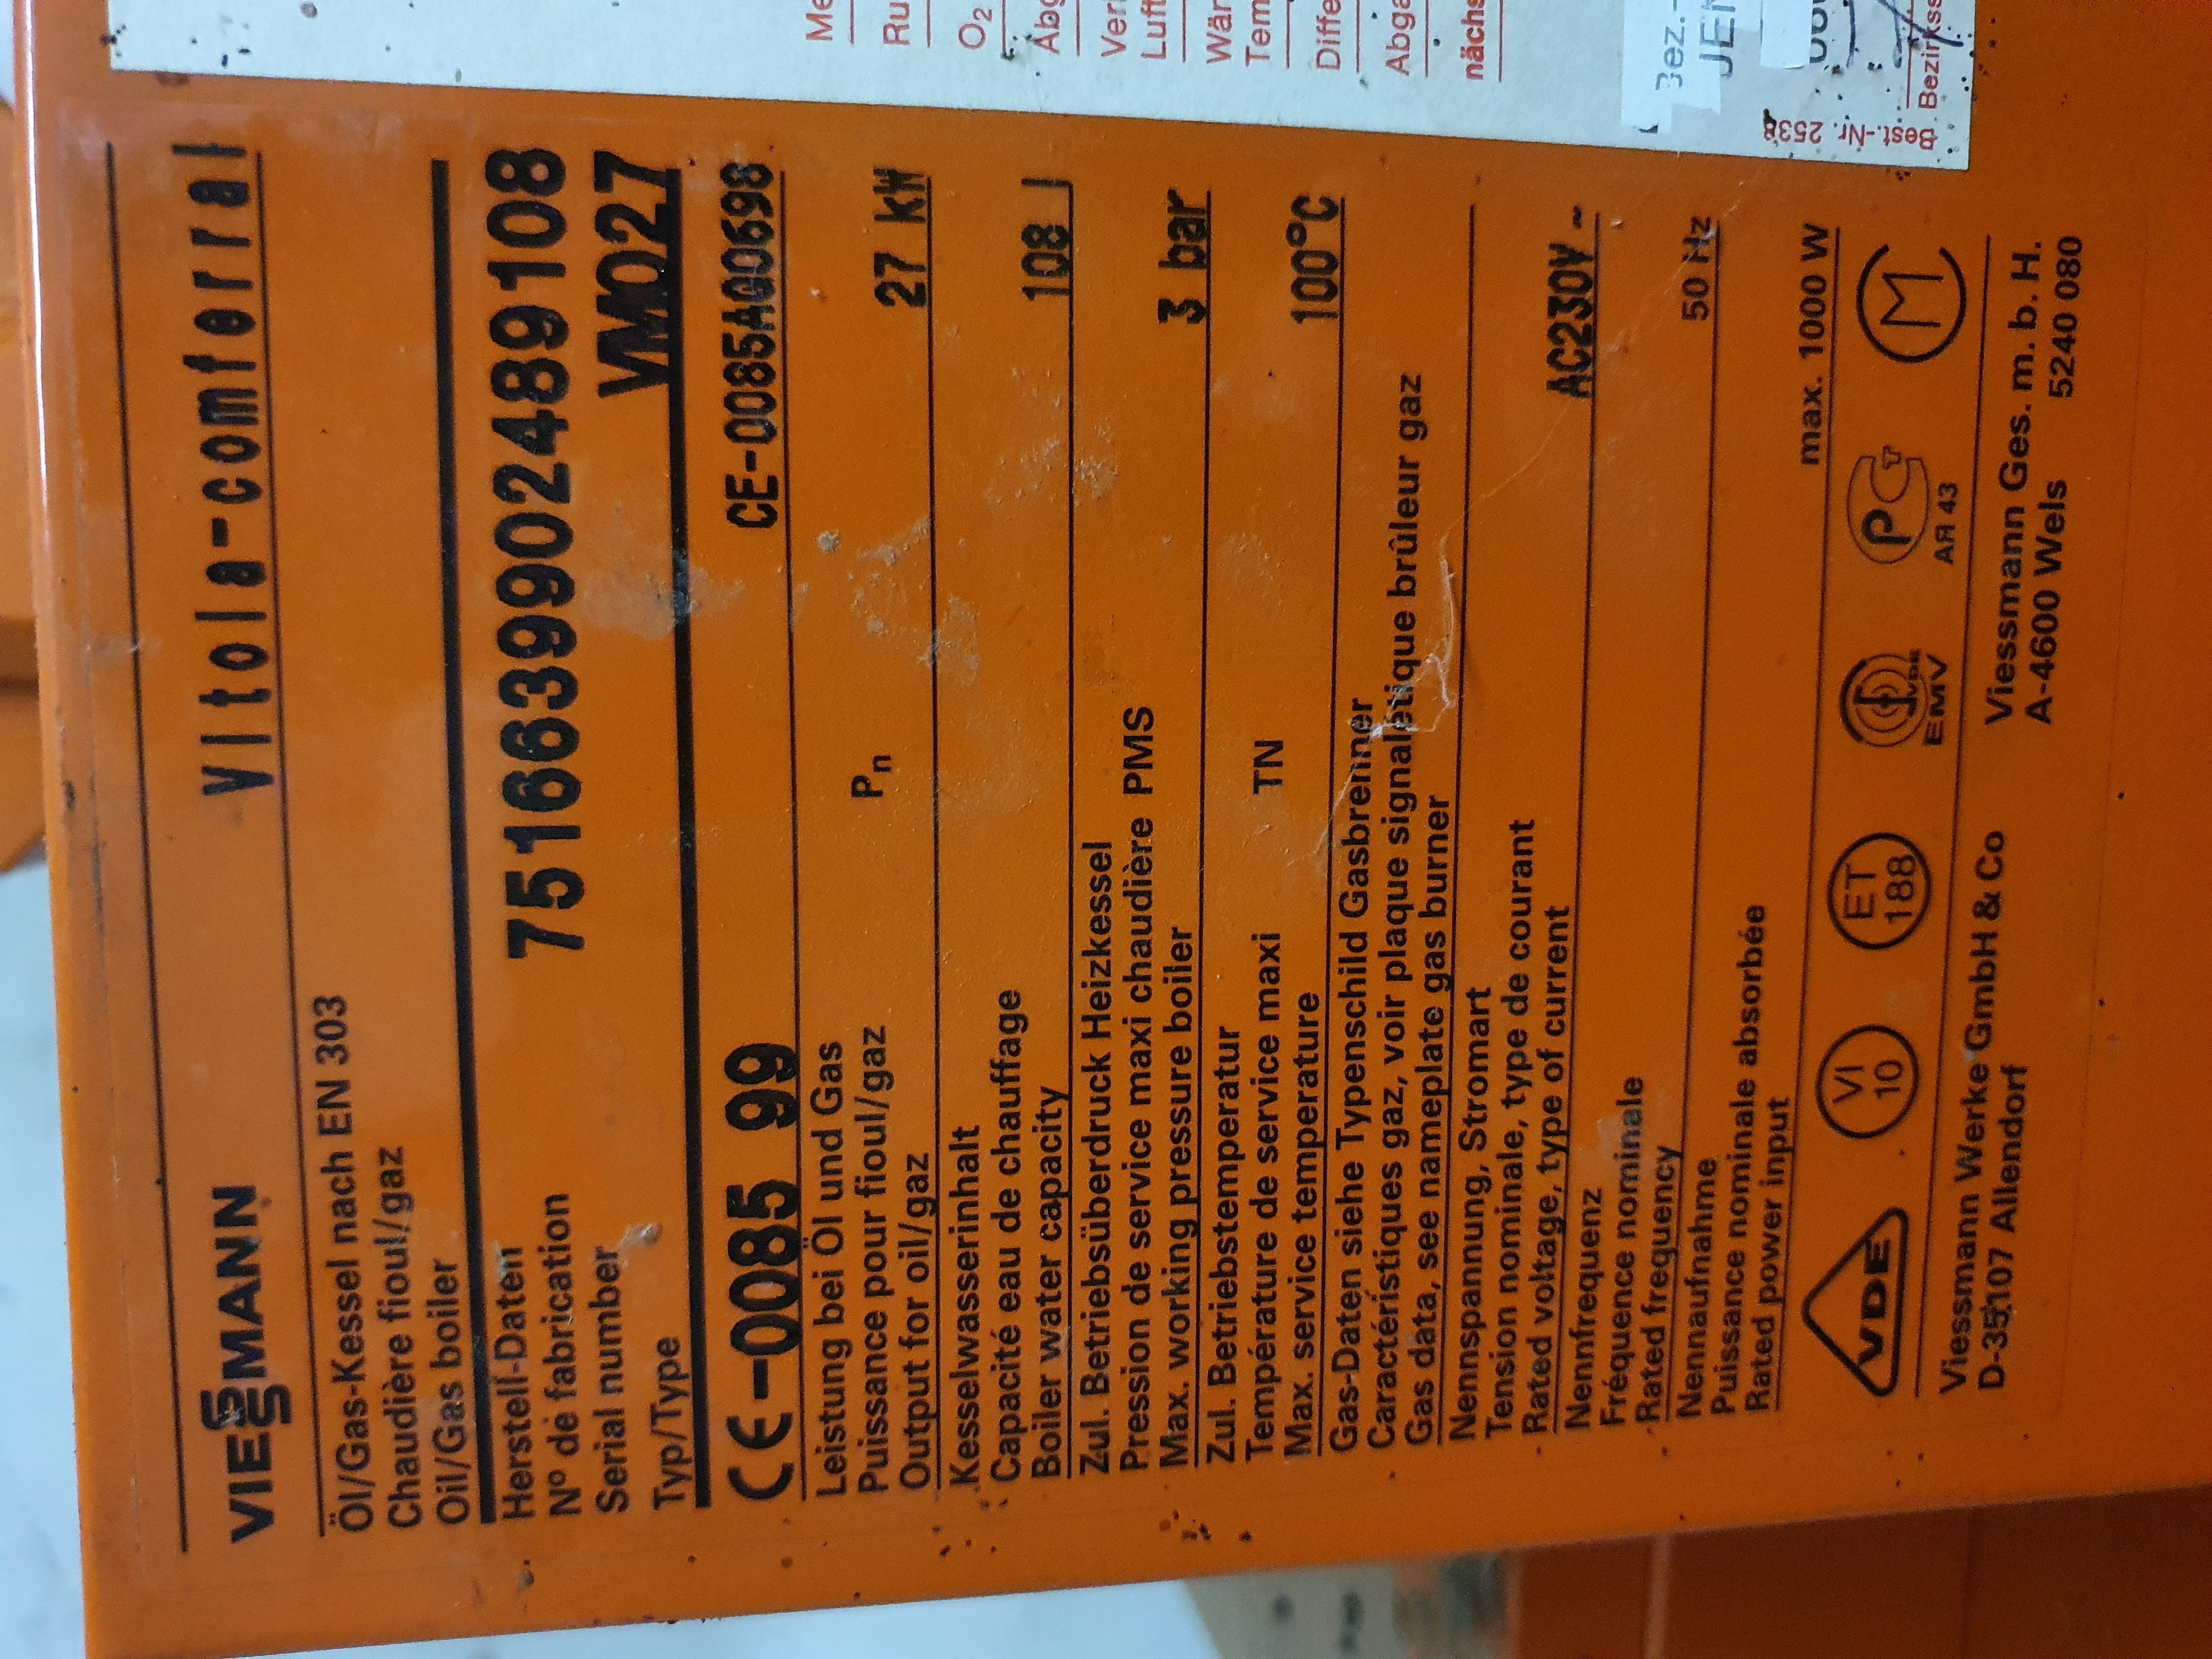 VIESSMANN Vitola-comferral
Öl/Gas-Kessel nach EN 303
Chaudière fioul/gaz
Oil/Gas boiler
Herstell-Daten
N° de fabrication
Serial number
7516639902489108
Typ/Type VM027
CE-0085 99 CE-0085AQ0698
Leistung bei Öl und Gas
Puissance pour fioul/gaz Pn 27 kW
Output for oil/gaz
Kesselwasserinhalt
Capacité eau de chauffage
Boiler water capacity 108 l
Zul. Betriebsüberdruck Heizkessel
Pression de service maxi chaudière PMS
Max. working pressure boiler 3 bar
Zul. Betriebstemperatur
Température de service maxi TN
Max. service temperature 100°C
Gas-Daten siehe Typenschild Gasbrenner
Caractéristiques gaz, voir plaque signalétique brûleur gaz
Gas data, see nameplate gas burner
Nennspannung, Stromart
Tension nominale, type de courant
Rated voltage, type of current AC230V ~
Nennfrequenz
Fréquence nominale
Rated frequency 50 Hz
Nennaufnahme
Puissance nominale absorbée
Rated power input max. 1000 W
VDE
VI
10
ET
188
VDE
EMV
PCT
AR 43
M
Viessmann Werke GmbH & Co
D-35107 Allendorf
Viessmann Ges. m. b. H.
A-4600 Wels 5240 080
O2
Best.-Nr. 253